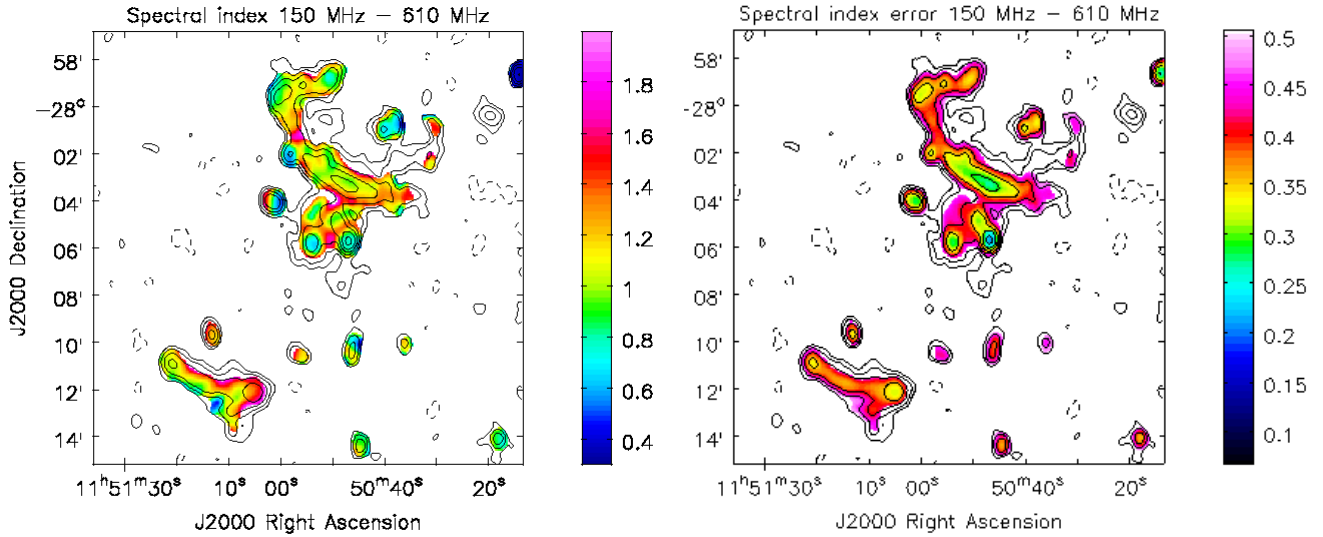 Spectral index 150 MHz − 610 MHz
58'
−28°
02'
04'
06'
08'
10'
12'
14'
J2000 Declination
11ʰ51ᵐ30ˢ
10ˢ
00ˢ
50ᵐ40ˢ
20ˢ
J2000 Right Ascension
1.8
1.6
1.4
1.2
1
0.8
0.6
0.4
Spectral index error 150 MHz − 610 MHz
58'
−28°
02'
04'
06'
08'
10'
12'
14'
11ʰ51ᵐ30ˢ
10ˢ
00ˢ
50ᵐ40ˢ
20ˢ
J2000 Right Ascension
0.5
0.45
0.4
0.35
0.3
0.25
0.2
0.15
0.1